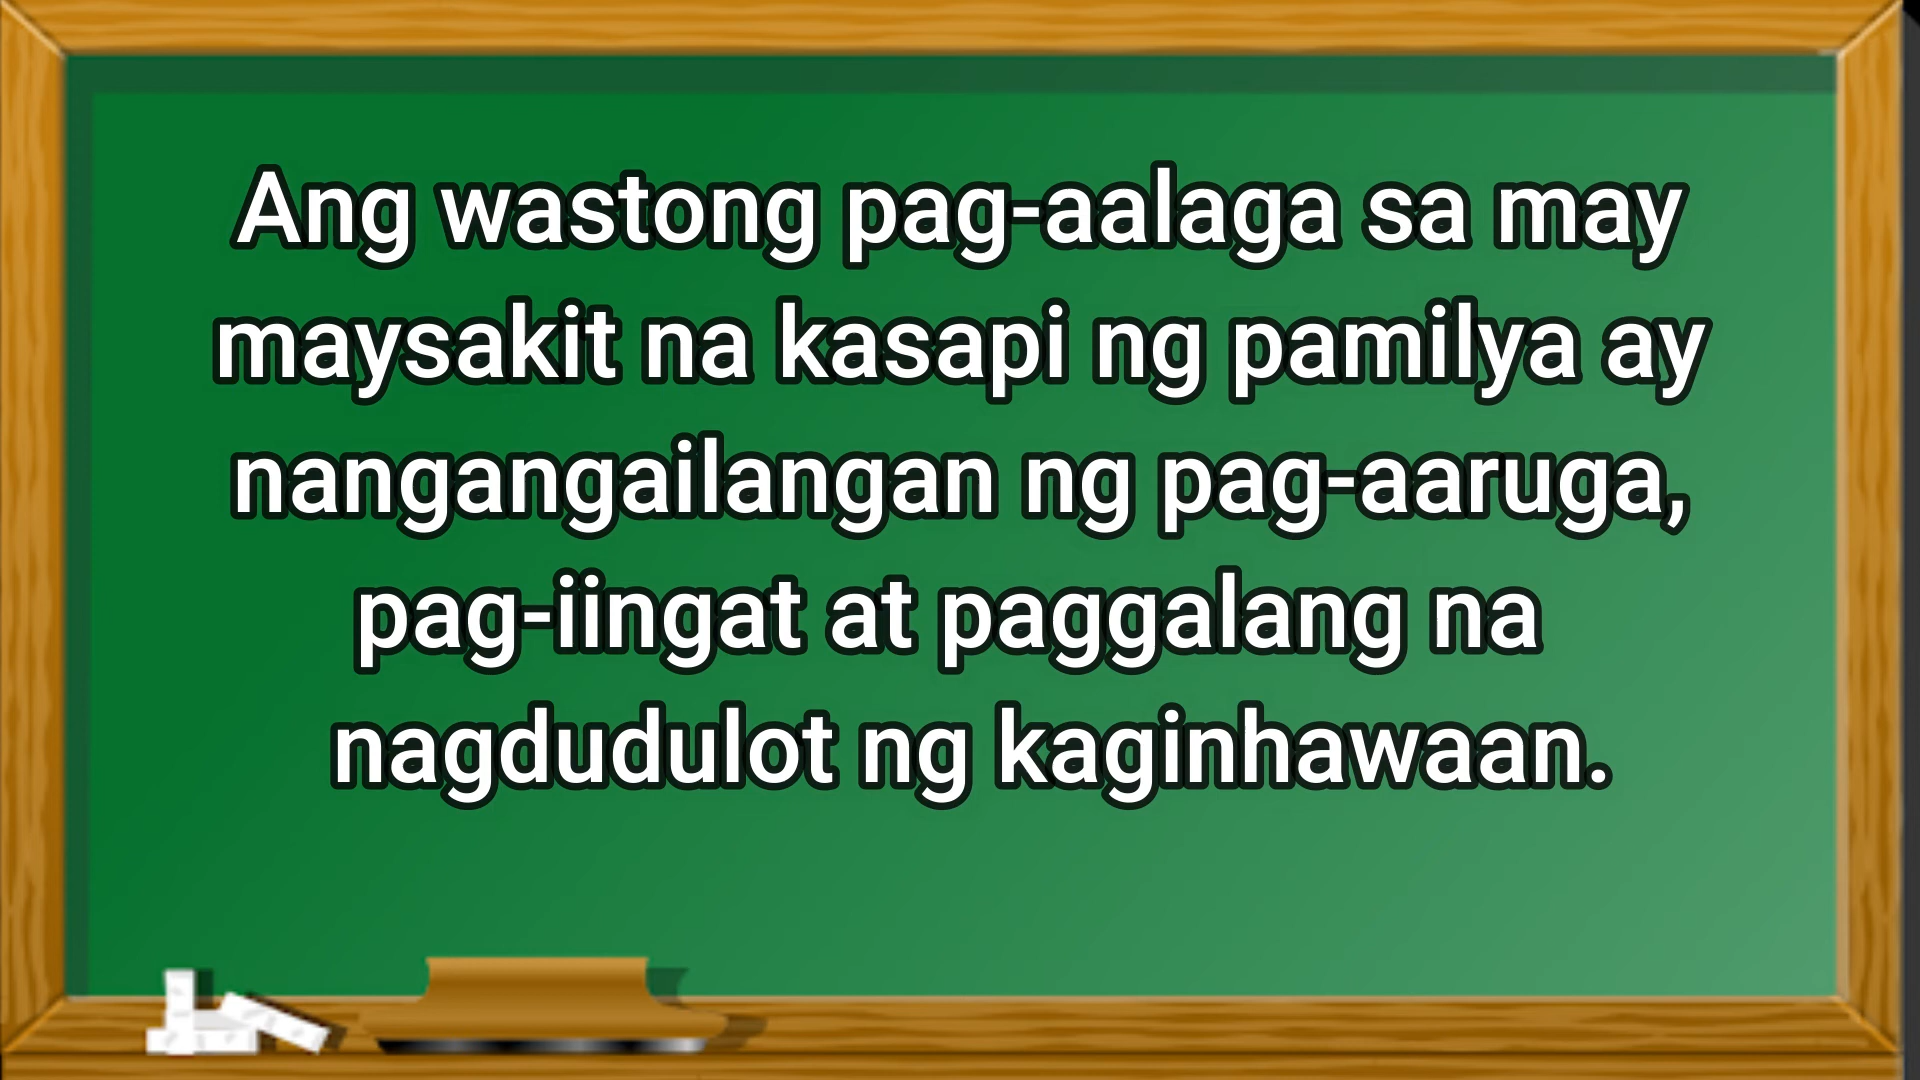 Ang wastong pag-aalaga sa may
maysakit na kasapi ng pamilya ay
nangangailangan ng pag-aaruga,
pag-iingat at paggalang na
nagdudulot ng kaginhawaan.